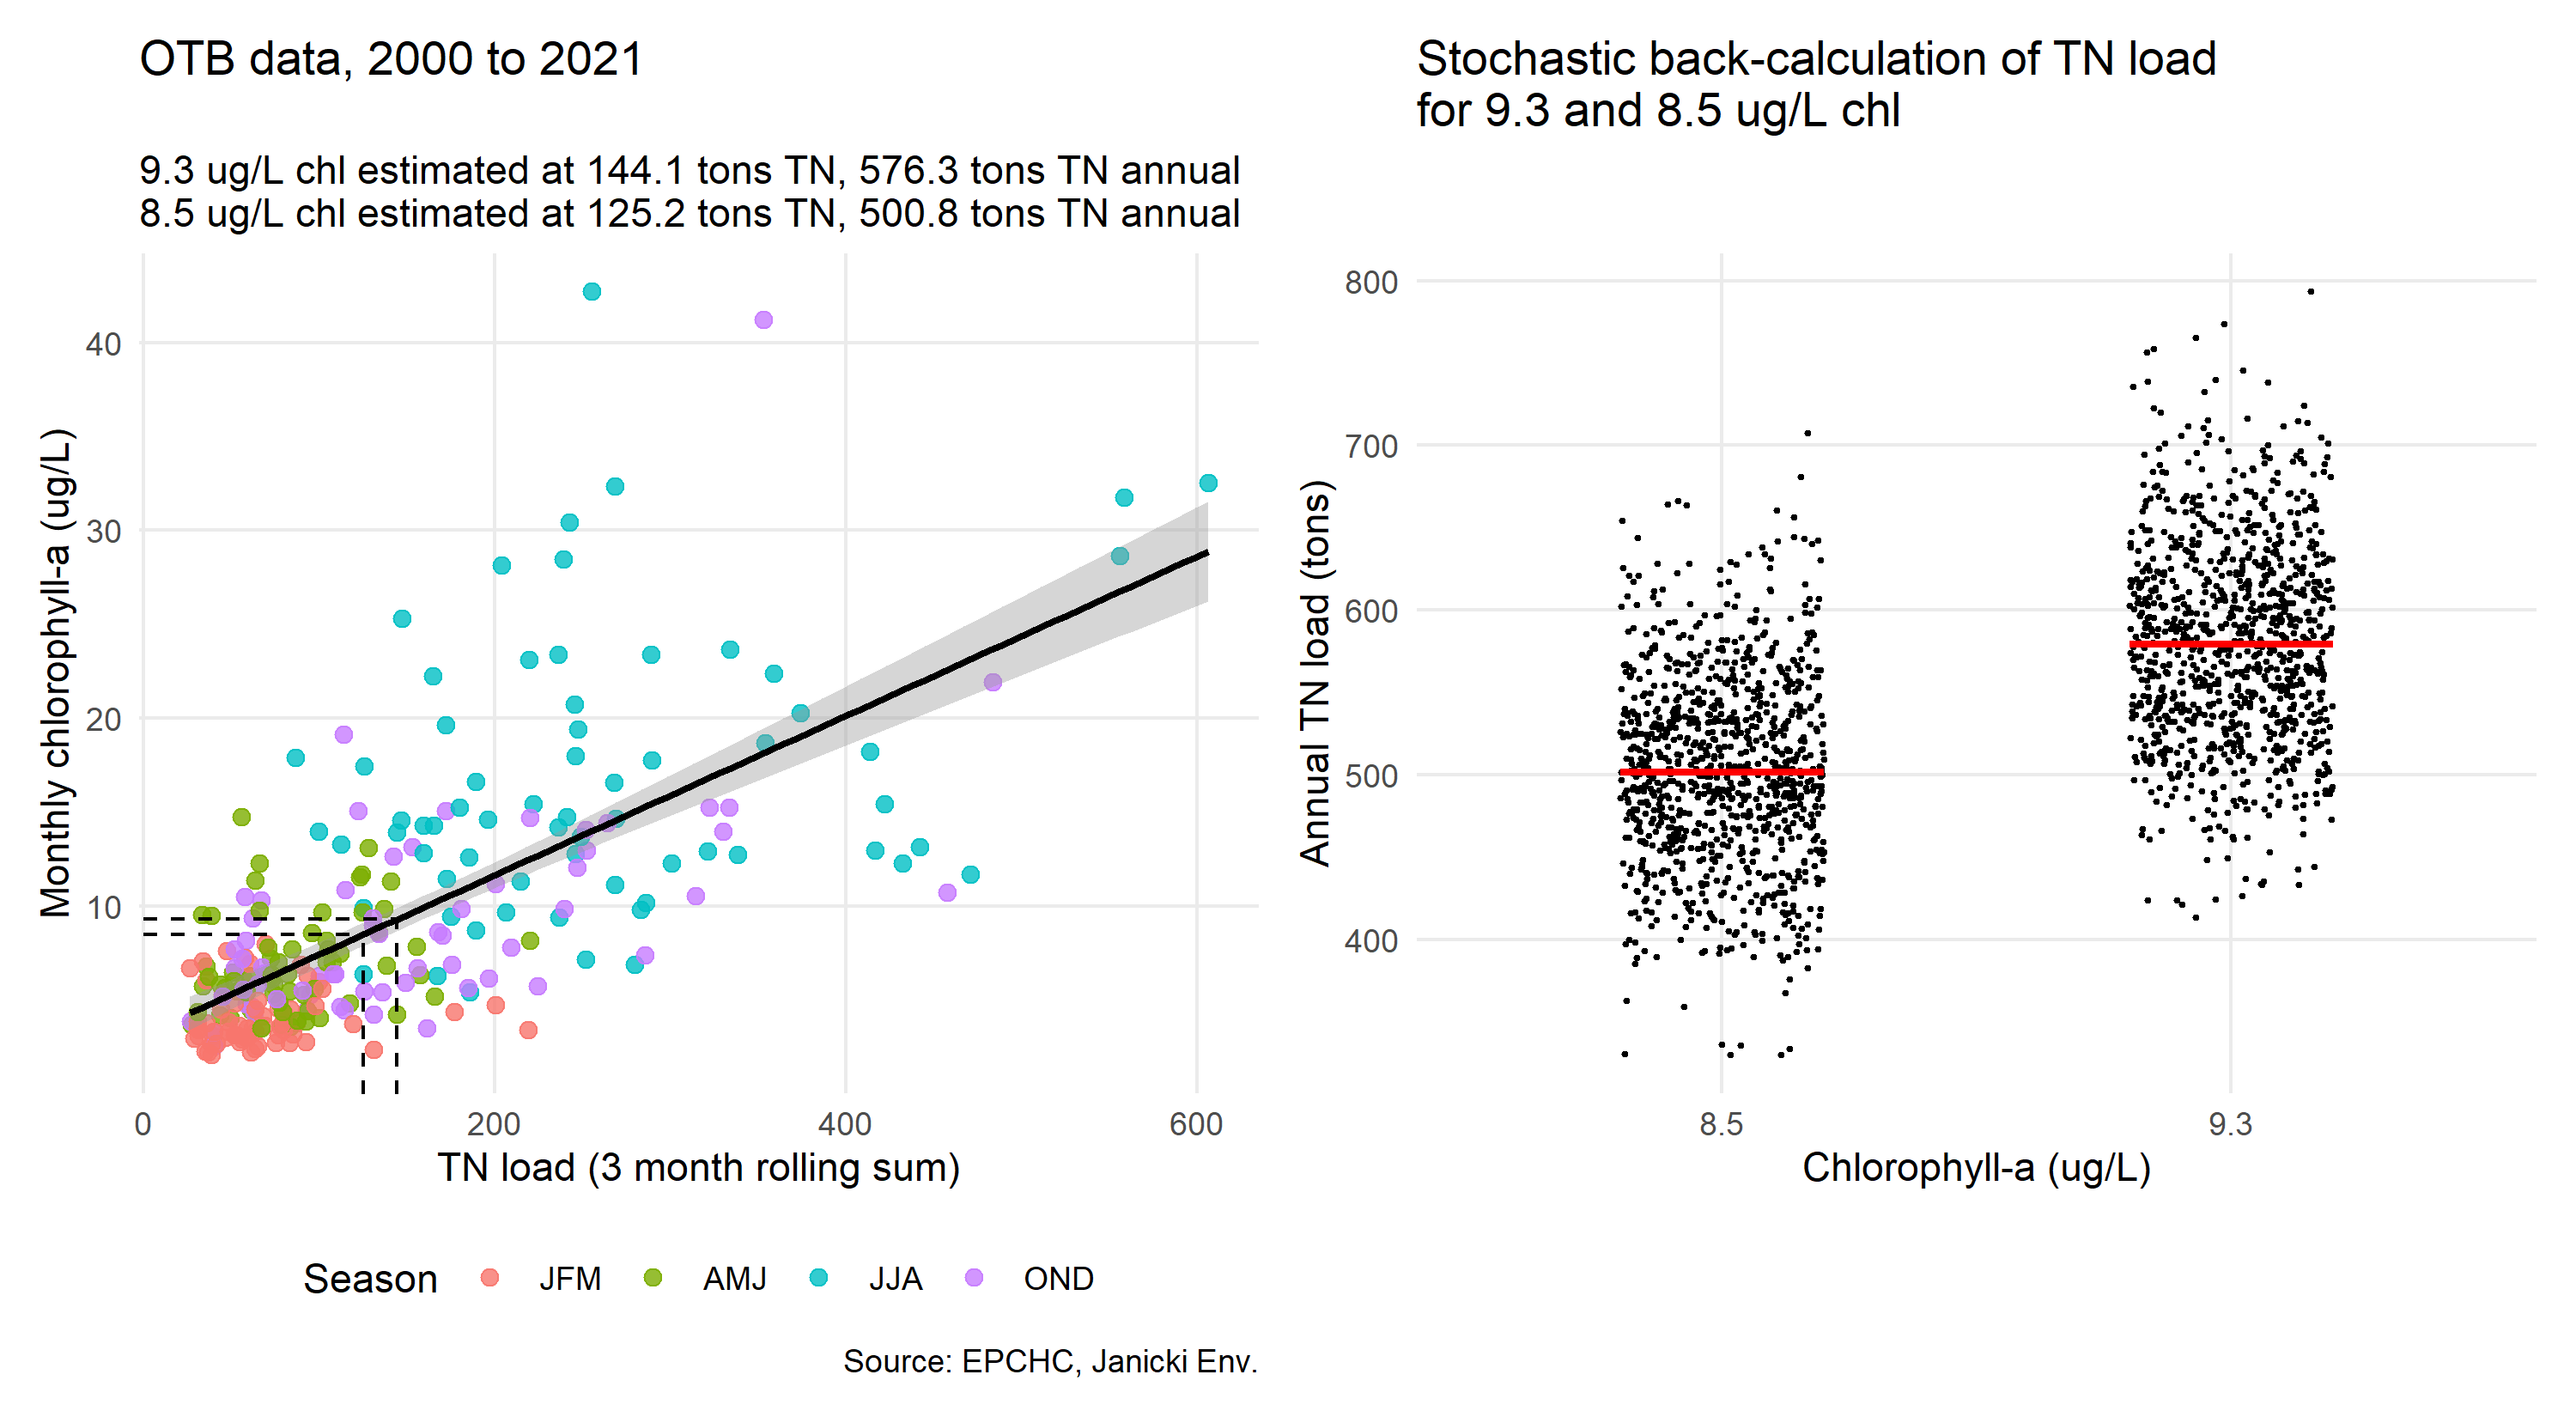 OTB data, 2000 to 2021
9.3 ug/L chl estimated at 144.1 tons TN, 576.3 tons TN annual
8.5 ug/L chl estimated at 125.2 tons TN, 500.8 tons TN annual
Monthly chlorophyll-a (ug/L)
40
30
20
10
0 200 400 600
TN load (3 month rolling sum)
Season JFM AMJ JJA OND
Source: EPCHC, Janicki Env.
Stochastic back-calculation of TN load
for 9.3 and 8.5 ug/L chl
Annual TN load (tons)
800
700
600
500
400
8.5 9.3
Chlorophyll-a (ug/L)